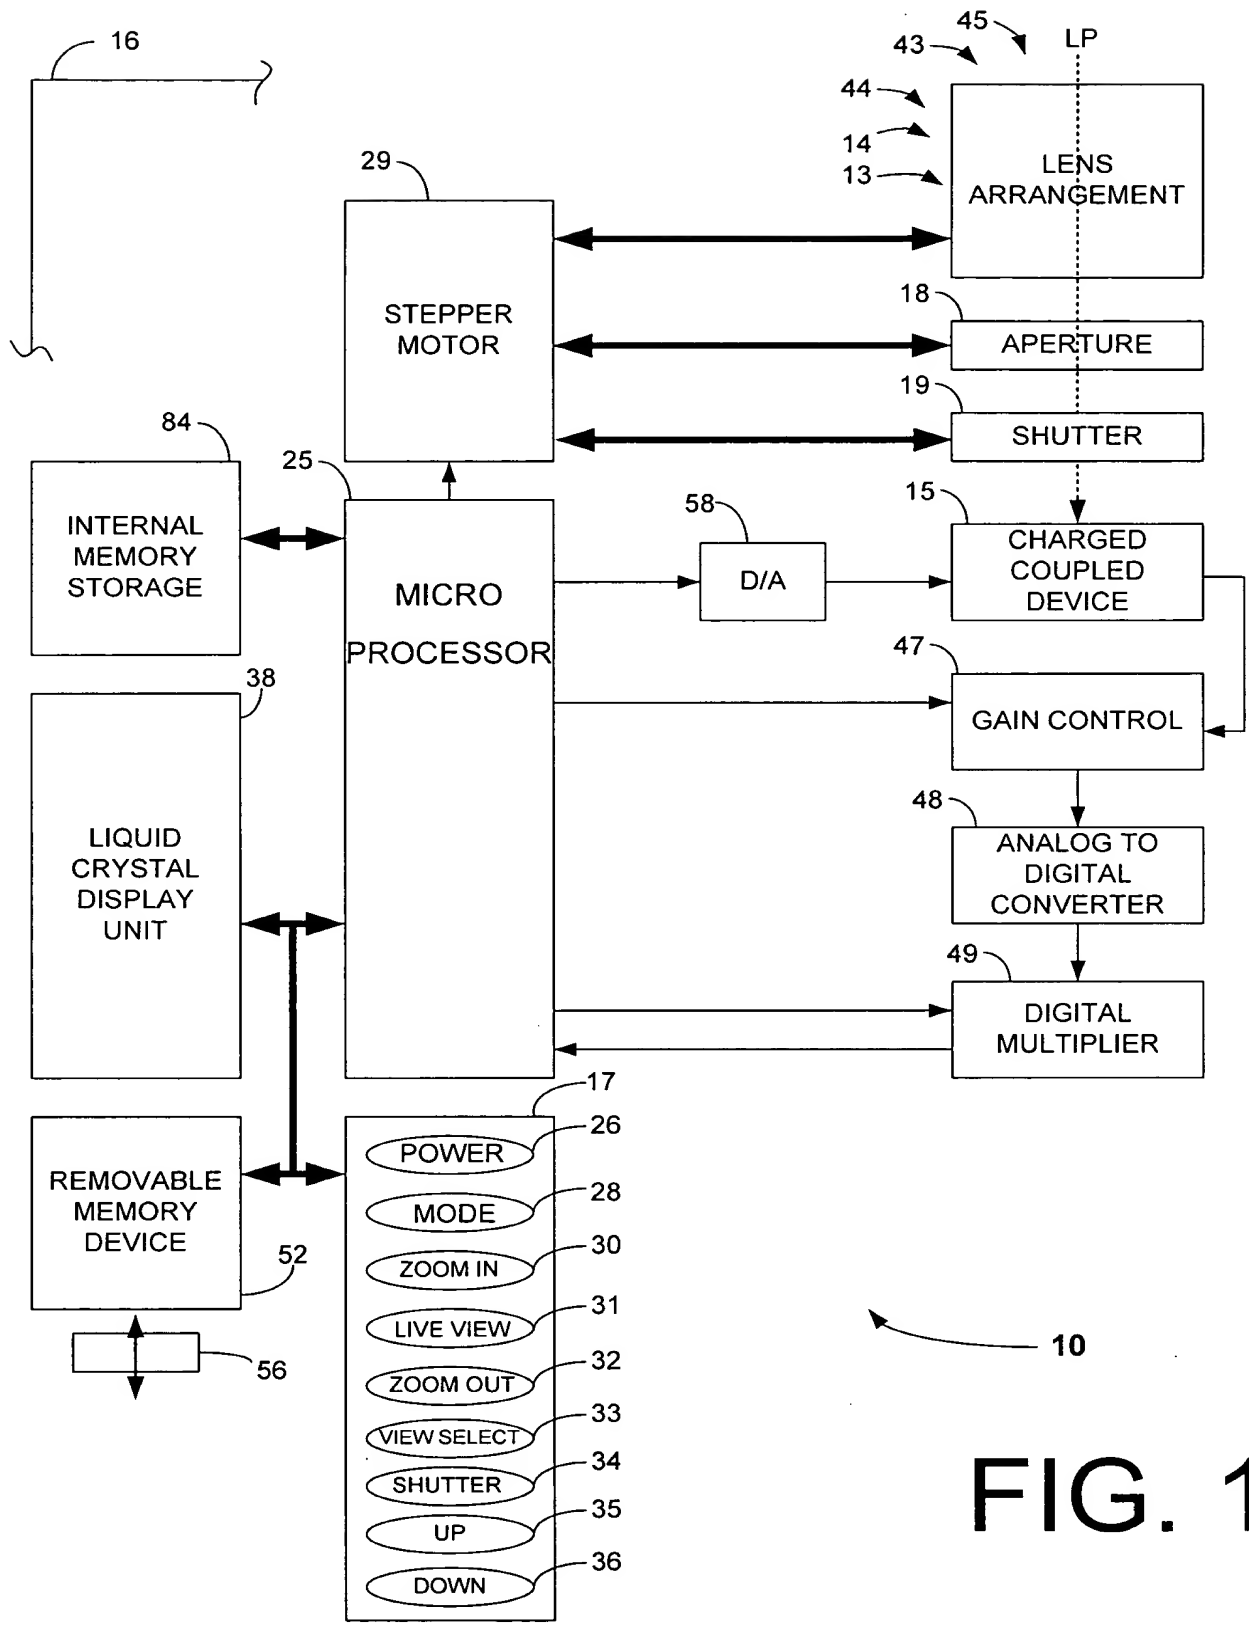 16
45
LP
43
44
14
13
LENS
ARRANGEMENT
29
STEPPER
MOTOR
18
APERTURE
19
SHUTTER
84
INTERNAL
MEMORY
STORAGE
25
MICRO
PROCESSOR
58
D/A
15
CHARGED
COUPLED
DEVICE
47
GAIN CONTROL
38
LIQUID
CRYSTAL
DISPLAY
UNIT
48
ANALOG TO
DIGITAL
CONVERTER
49
DIGITAL
MULTIPLIER
17
REMOVABLE
MEMORY
DEVICE
52
56
POWER
26
MODE
28
ZOOM IN
30
LIVE VIEW
31
ZOOM OUT
32
VIEW SELECT
33
SHUTTER
34
UP
35
DOWN
36
10
FIG. 1